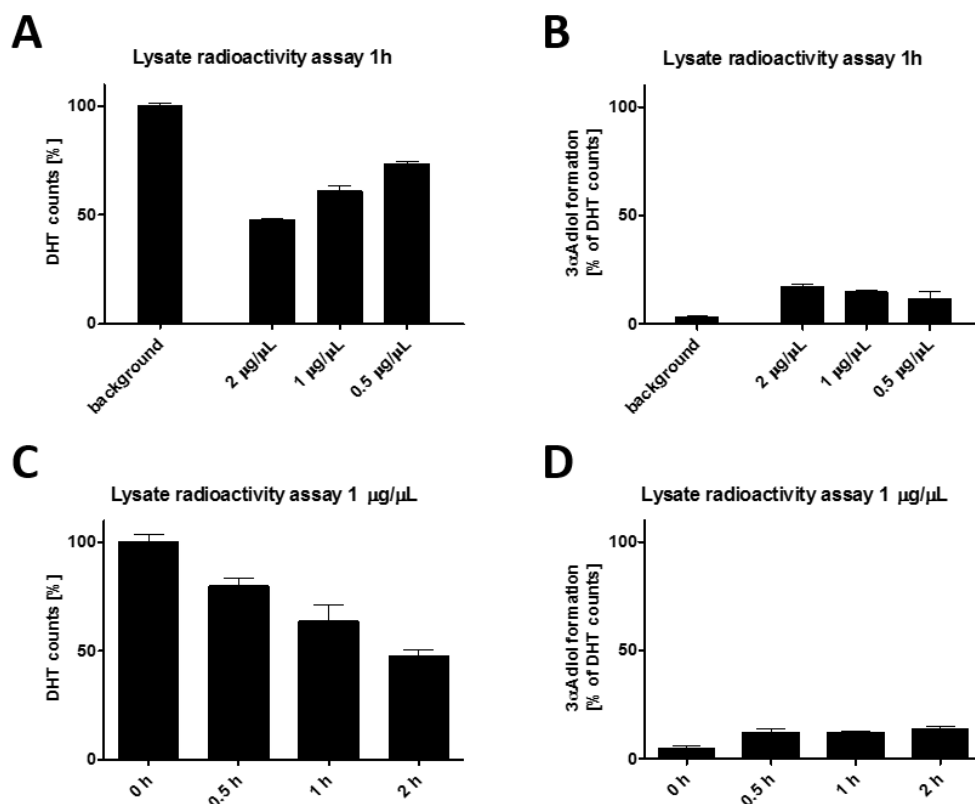 A
Lysate radioactivity assay 1h
DHT counts [%]
100
50
0
background
2 µg/µL
1 µg/µL
0.5 µg/µL
B
Lysate radioactivity assay 1h
3αAdiol formation
[% of DHT counts]
100
50
0
background
2 µg/µL
1 µg/µL
0.5 µg/µL
C
Lysate radioactivity assay 1 µg/µL
DHT counts [%]
100
50
0
0 h
0.5 h
1 h
2 h
D
Lysate radioactivity assay 1 µg/µL
3αAdiol formation
[% of DHT counts]
100
50
0
0 h
0.5 h
1 h
2 h